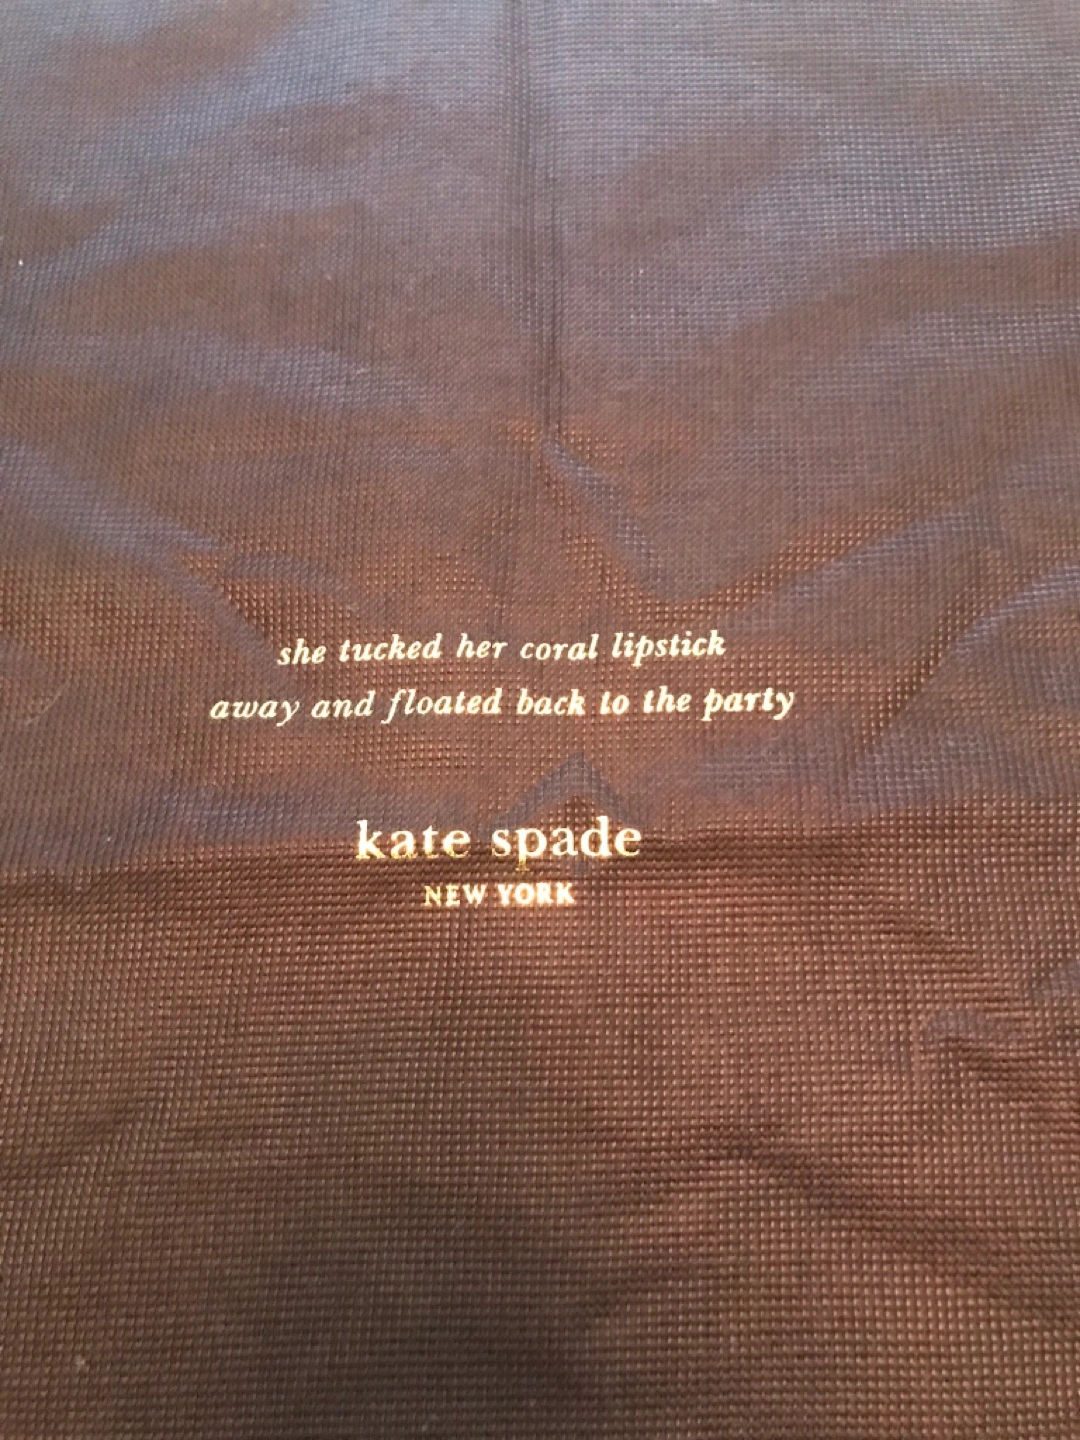 she tucked her coral lipstick
away and floated back to the party
kate spade
NEW YORK